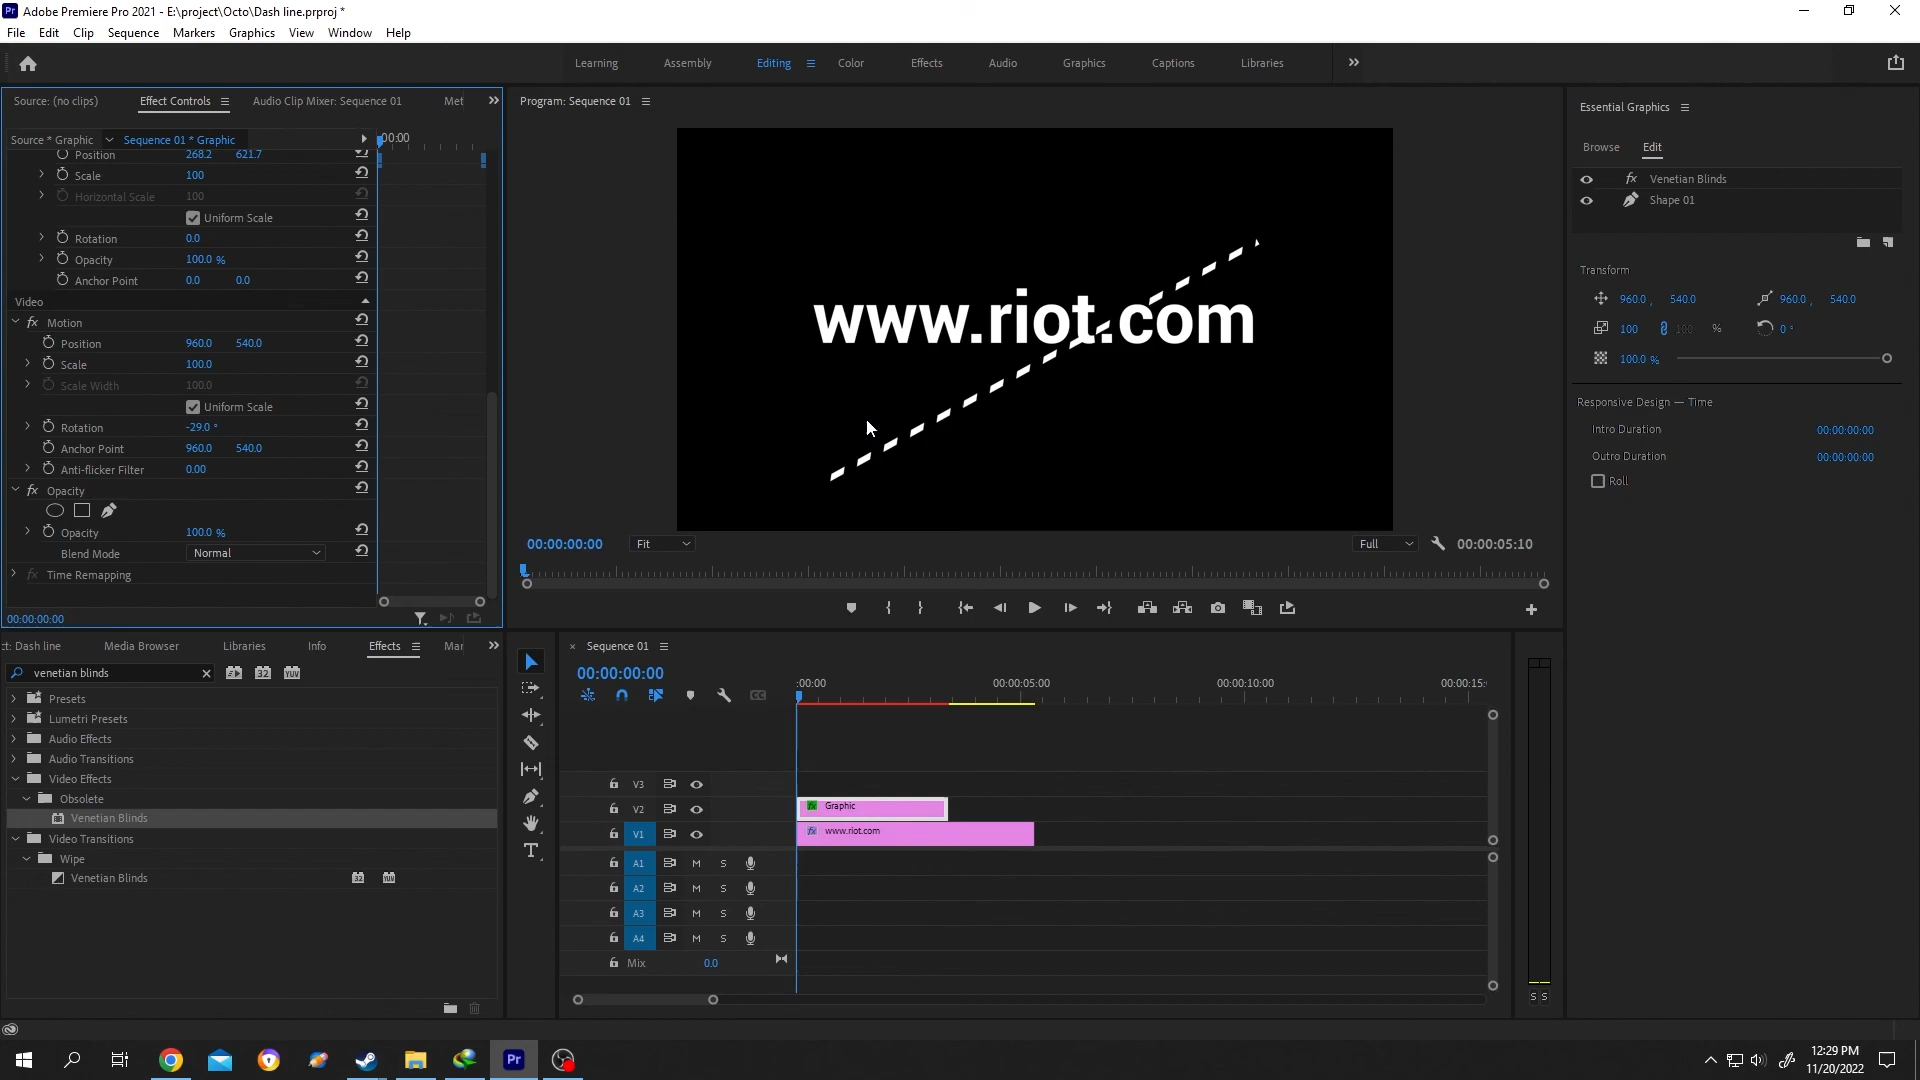 Adobe Premiere Pro 2021 - E:\project\Octo\Dash line.prproj *
File Edit Clip Sequence Markers Graphics View Window Help
Learning Assembly Editing Color Effects Audio Graphics Captions Libraries
Source: (no clips) Effect Controls Audio Clip Mixer: Sequence 01 Met
Source * Graphic Sequence 01 * Graphic 00:00
Position 268.2 621.7
Scale 100
Horizontal Scale 100
Uniform Scale
Rotation 0.0
Opacity 100.0 %
Anchor Point 0.0 0.0
Video
Motion
Position 960.0 540.0
Scale 100.0
Scale Width 100.0
Uniform Scale
Rotation -29.0 °
Anchor Point 960.0 540.0
Anti-flicker Filter 0.00
Opacity
Opacity 100.0 %
Blend Mode Normal
Time Remapping
00:00:00:00
Program: Sequence 01
www.riot.com
00:00:00:00 Fit Full 00:00:05:10
Essential Graphics
Browse Edit
fx Venetian Blinds
Shape 01
Transform
960.0 , 540.0 960.0 , 540.0
100 100 % 0 °
100.0 %
Responsive Design — Time
Intro Duration 00:00:00:00
Outro Duration 00:00:00:00
Roll
ct: Dash line Media Browser Libraries Info Effects Mar
venetian blinds 32 YUV
Presets
Lumetri Presets
Audio Effects
Audio Transitions
Video Effects
Obsolete
Venetian Blinds
Video Transitions
Wipe
Venetian Blinds 32 YUV
× Sequence 01
00:00:00:00
:00:00 00:00:05:00 00:00:10:00 00:00:15:
V3
V2 fx Graphic
V1 fx www.riot.com
A1 M S
A2 M S
A3 M S
A4 M S
Mix 0.0
S S
Pr
12:29 PM
11/20/2022